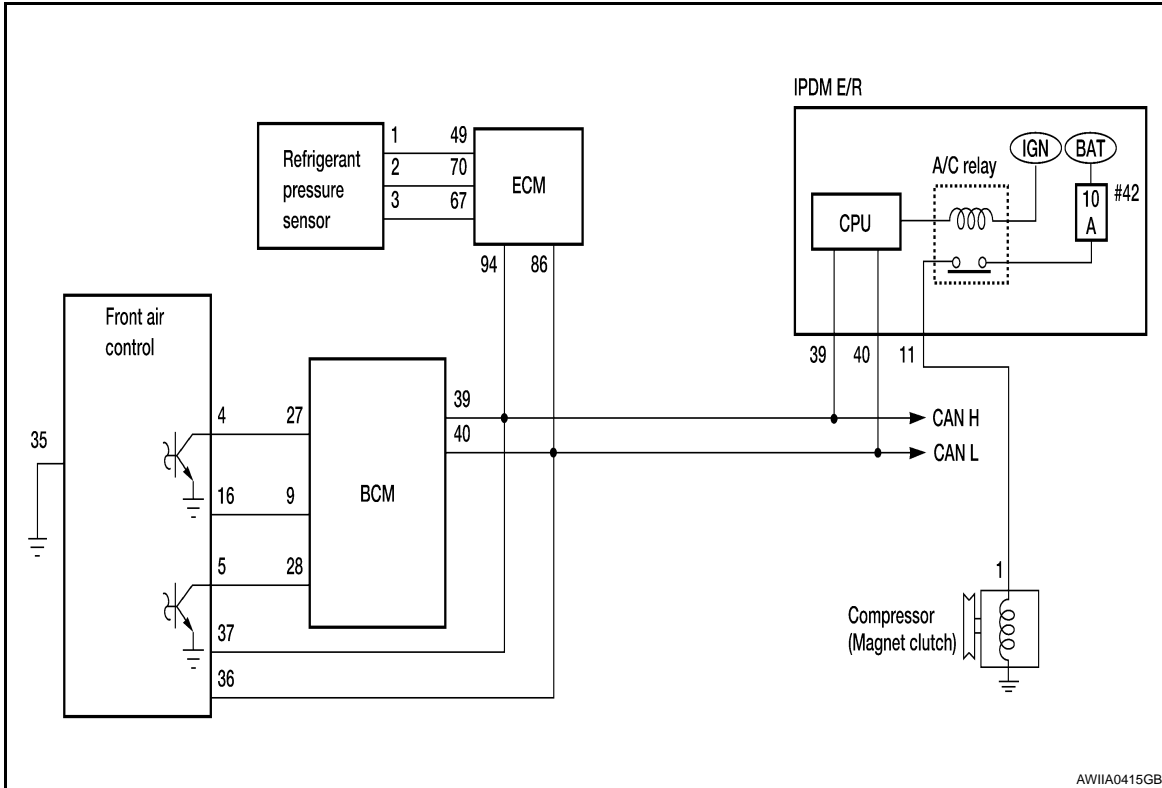 IPDM E/R
IGN
BAT
A/C relay
10
A
#42
CPU
39
40
11
Refrigerant
pressure
sensor
1
2
3
49
70
67
ECM
94
86
Front air
control
35
4
27
16
9
5
28
37
36
BCM
39
40
CAN H
CAN L
1
Compressor
(Magnet clutch)
AWIIA0415GB